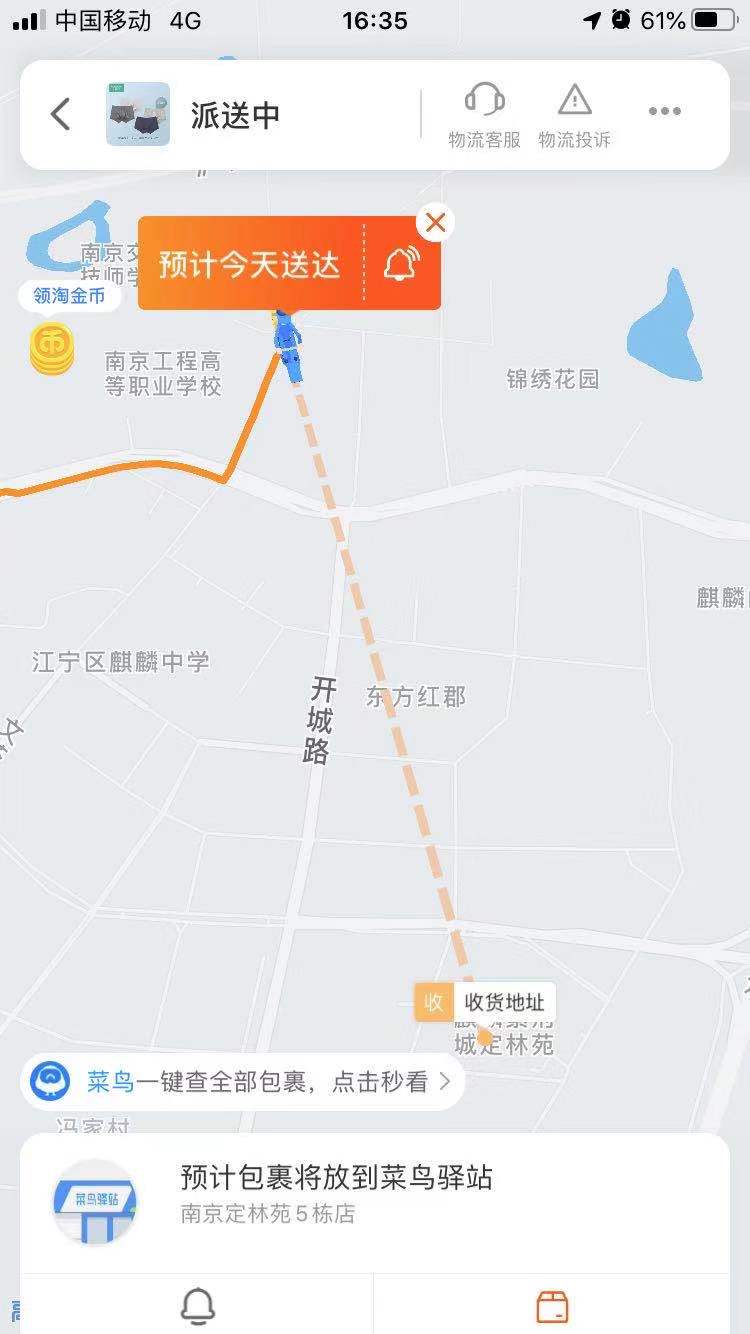 中国移动 4G
16:35
61%
派送中
物流客服
物流投诉
南京交
技师学
预计今天送达
领淘金币
币
南京工程高
等职业学校
锦绣花园
麒麟
江宁区麒麟中学
开城路
东方红郡
文
收 收货地址
城定林苑
菜鸟一键查全部包裹，点击秒看
冯家村
菜鸟驿站
预计包裹将放到菜鸟驿站
南京定林苑5栋店